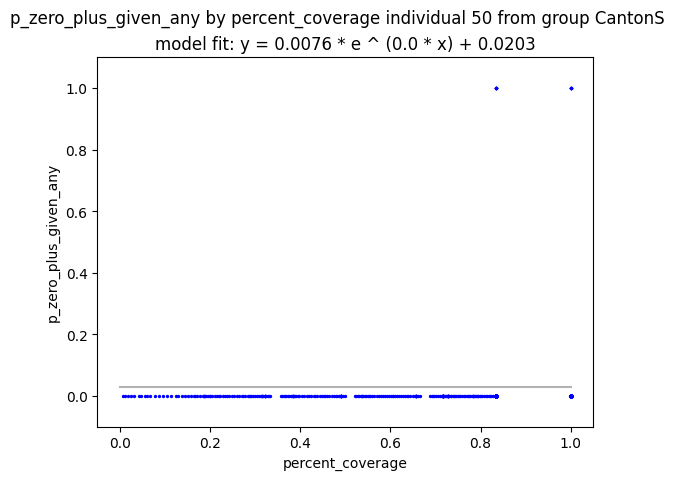 p_zero_plus_given_any by percent_coverage individual 50 from group CantonS
model fit: y = 0.0076 * e ^ (0.0 * x) + 0.0203
p_zero_plus_given_any
1.0
0.8
0.6
0.4
0.2
0.0
0.0 0.2 0.4 0.6 0.8 1.0
percent_coverage